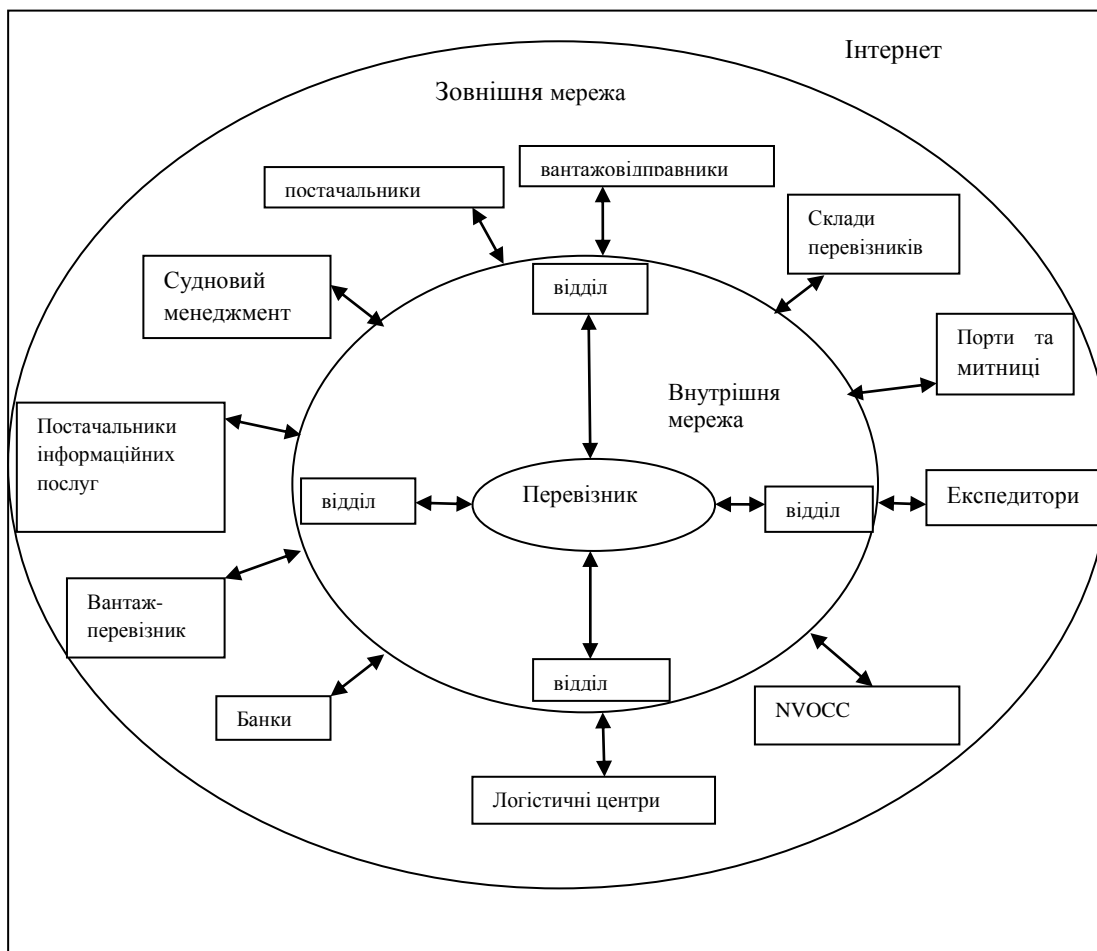 Інтернет
Зовнішня мережа
вантажовідправники
постачальники
Склади
перевізників
Судновий
менеджмент
відділ
Порти та
митниці
Внутрішня
мережа
Постачальники
інформаційних
послуг
відділ
Перевізник
відділ
Експедитори
Вантаж-
перевізник
відділ
Банки
NVOCC
Логістичні центри